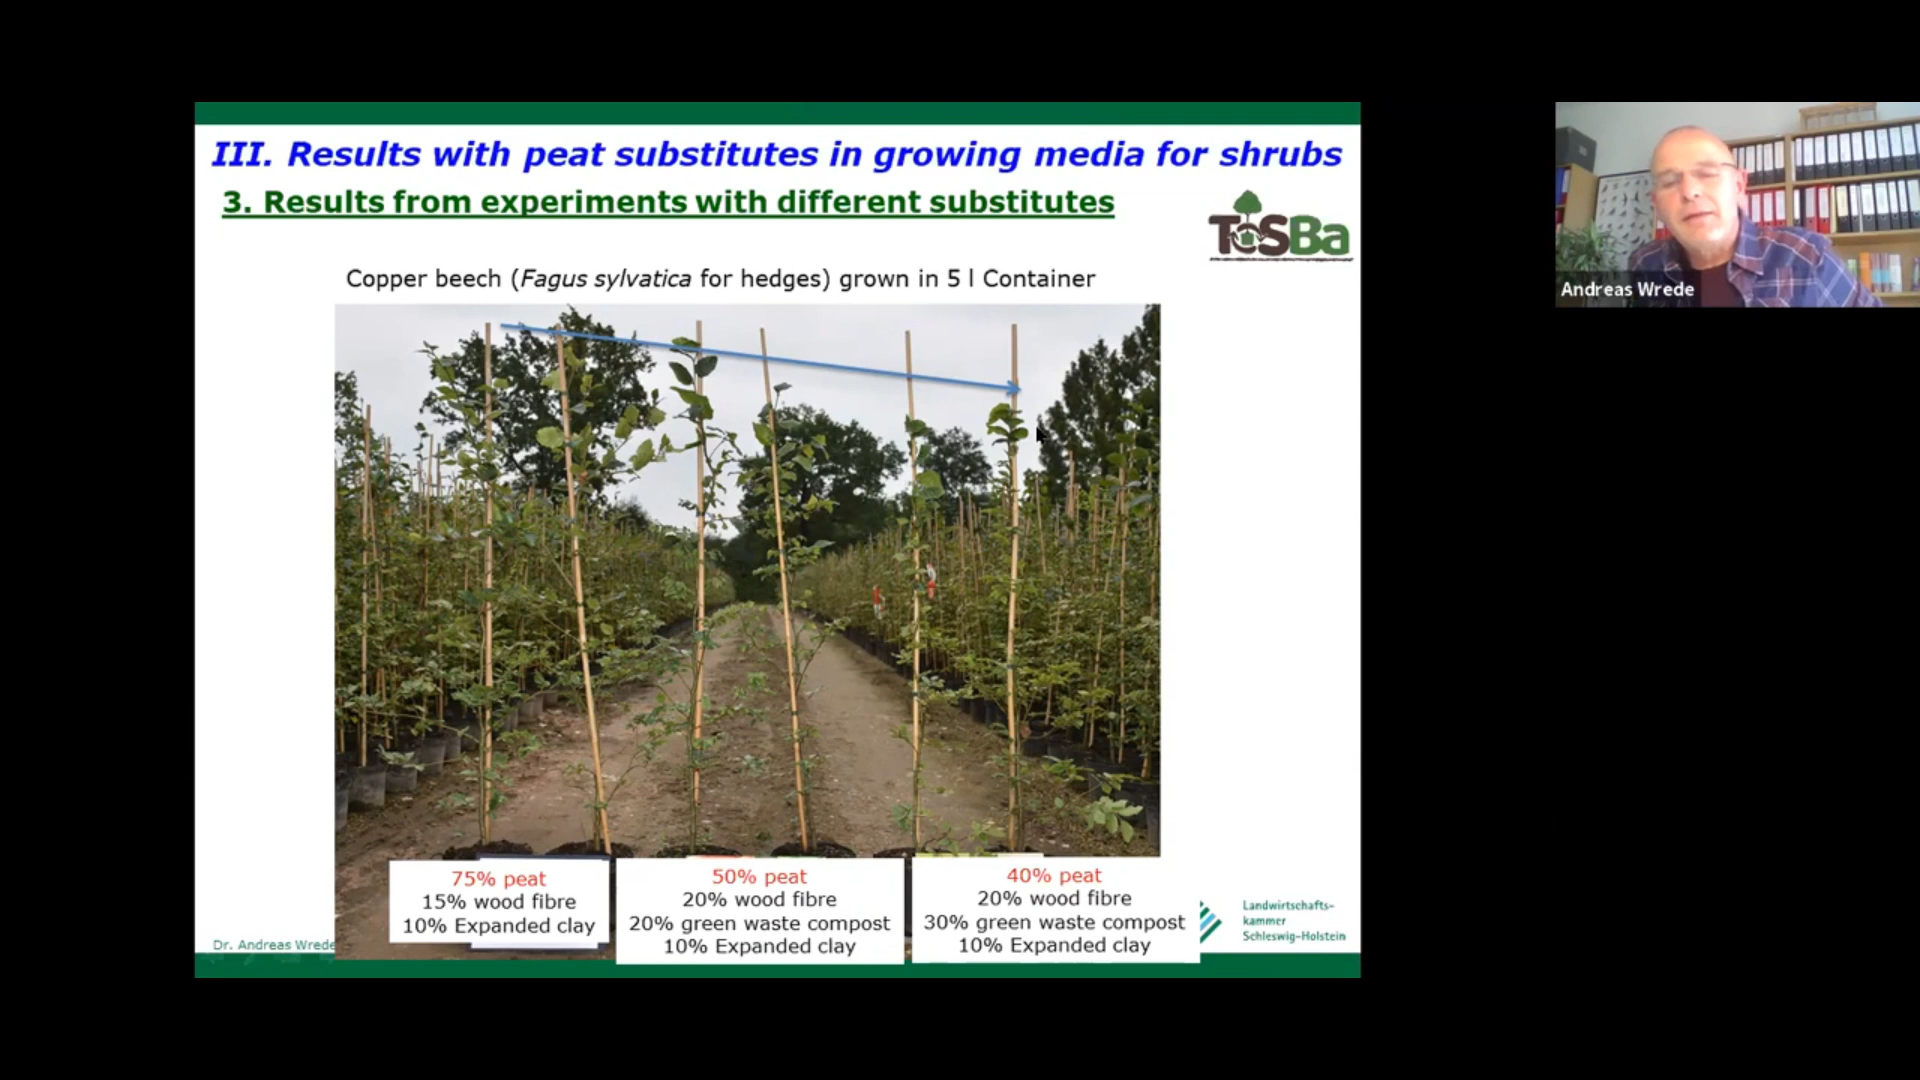 III. Results with peat substitutes in growing media for shrubs
3. Results from experiments with different substitutes
TOSBa
Copper beech (Fagus sylvatica for hedges) grown in 5 l Container
75% peat
15% wood fibre
10% Expanded clay
50% peat
20% wood fibre
20% green waste compost
10% Expanded clay
40% peat
20% wood fibre
30% green waste compost
10% Expanded clay
Dr. Andreas Wrede
Landwirtschafts-
kammer
Schleswig-Holstein
Andreas Wrede